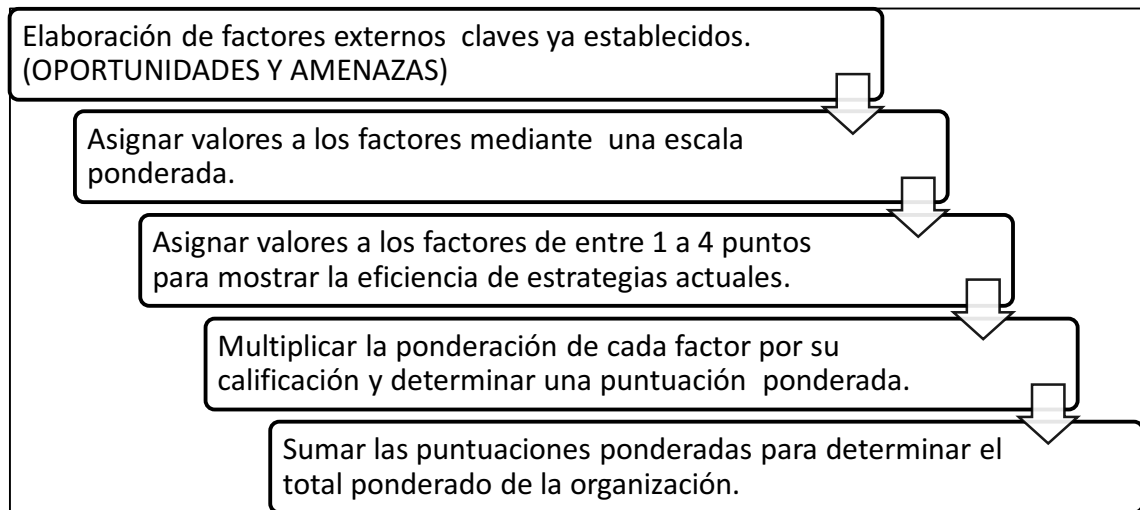 Elaboración de factores externos claves ya establecidos.
(OPORTUNIDADES Y AMENAZAS)
Asignar valores a los factores mediante una escala
ponderada.
Asignar valores a los factores de entre 1 a 4 puntos
para mostrar la eficiencia de estrategias actuales.
Multiplicar la ponderación de cada factor por su
calificación y determinar una puntuación ponderada.
Sumar las puntuaciones ponderadas para determinar el
total ponderado de la organización.